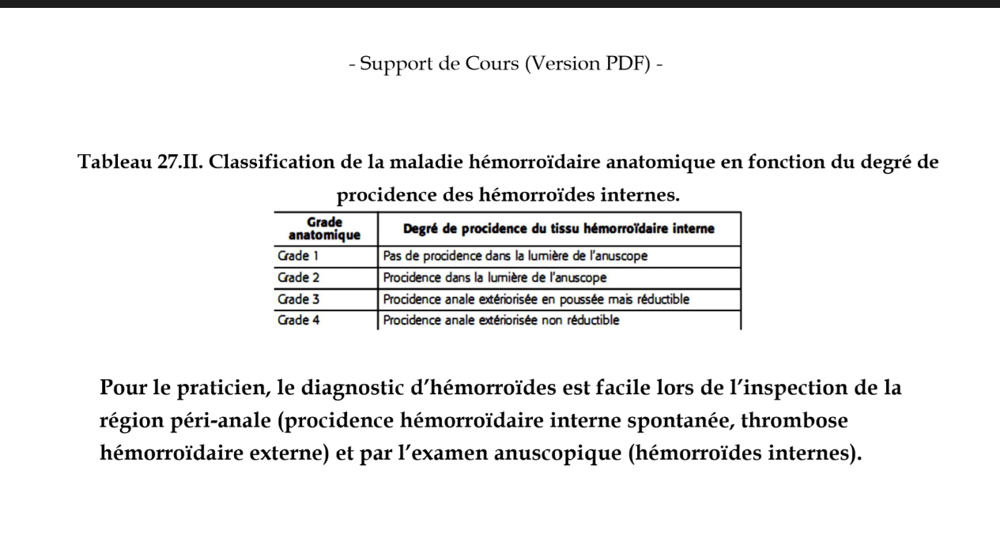 - Support de Cours (Version PDF) -
Tableau 27.II. Classification de la maladie hémorroïdaire anatomique en fonction du degré de
procidence des hémorroïdes internes.
Grade
anatomique
Degré de procidence du tissu hémorroïdaire interne
Grade 1 Pas de procidence dans la lumière de l'anuscope
Grade 2 Procidence dans la lumière de l'anuscope
Grade 3 Procidence anale extériorisée en poussée mais réductible
Grade 4 Procidence anale extériorisée non réductible
Pour le praticien, le diagnostic d'hémorroïdes est facile lors de l'inspection de la
région péri-anale (procidence hémorroïdaire interne spontanée, thrombose
hémorroïdaire externe) et par l'examen anuscopique (hémorroïdes internes).